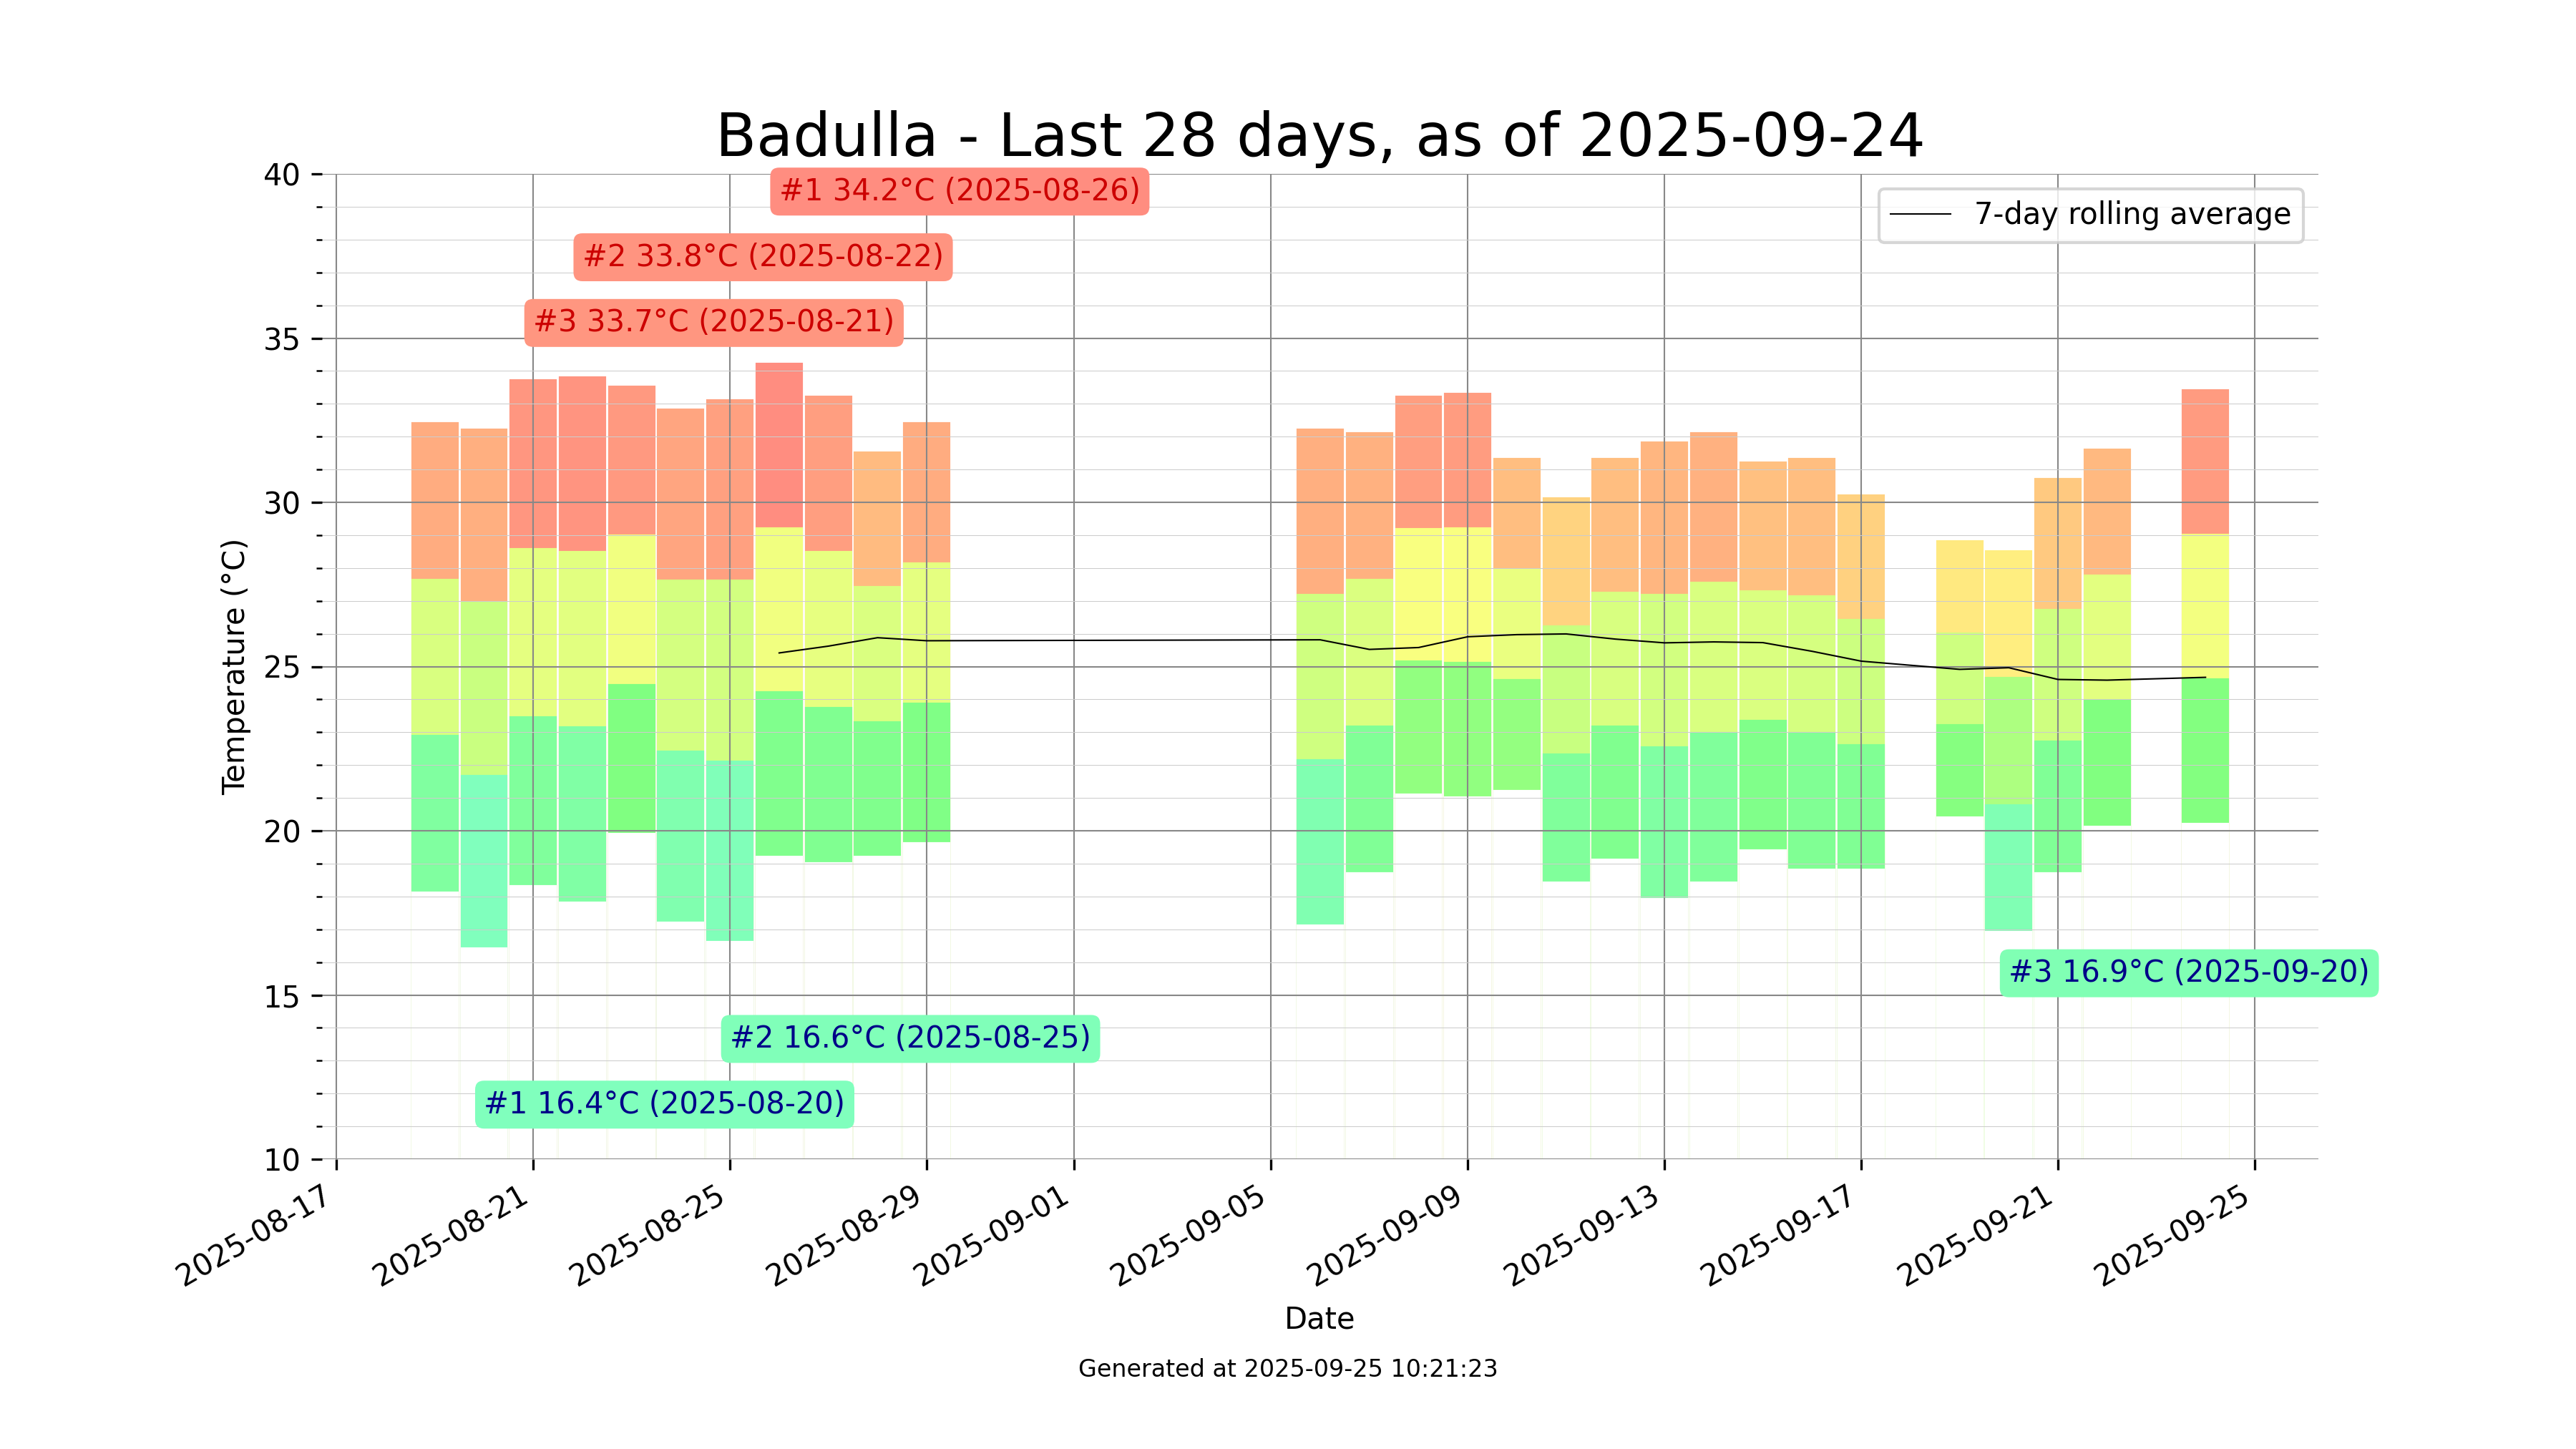 Badulla - Last 28 days, as of 2025-09-24
#1 34.2°C (2025-08-26)
#2 33.8°C (2025-08-22)
#3 33.7°C (2025-08-21)
7-day rolling average
40
35
30
25
20
15
10
Temperature (°C)
#3 16.9°C (2025-09-20)
#2 16.6°C (2025-08-25)
#1 16.4°C (2025-08-20)
2025-08-17
2025-08-21
2025-08-25
2025-08-29
2025-09-01
2025-09-05
2025-09-09
2025-09-13
2025-09-17
2025-09-21
2025-09-25
Date
Generated at 2025-09-25 10:21:23